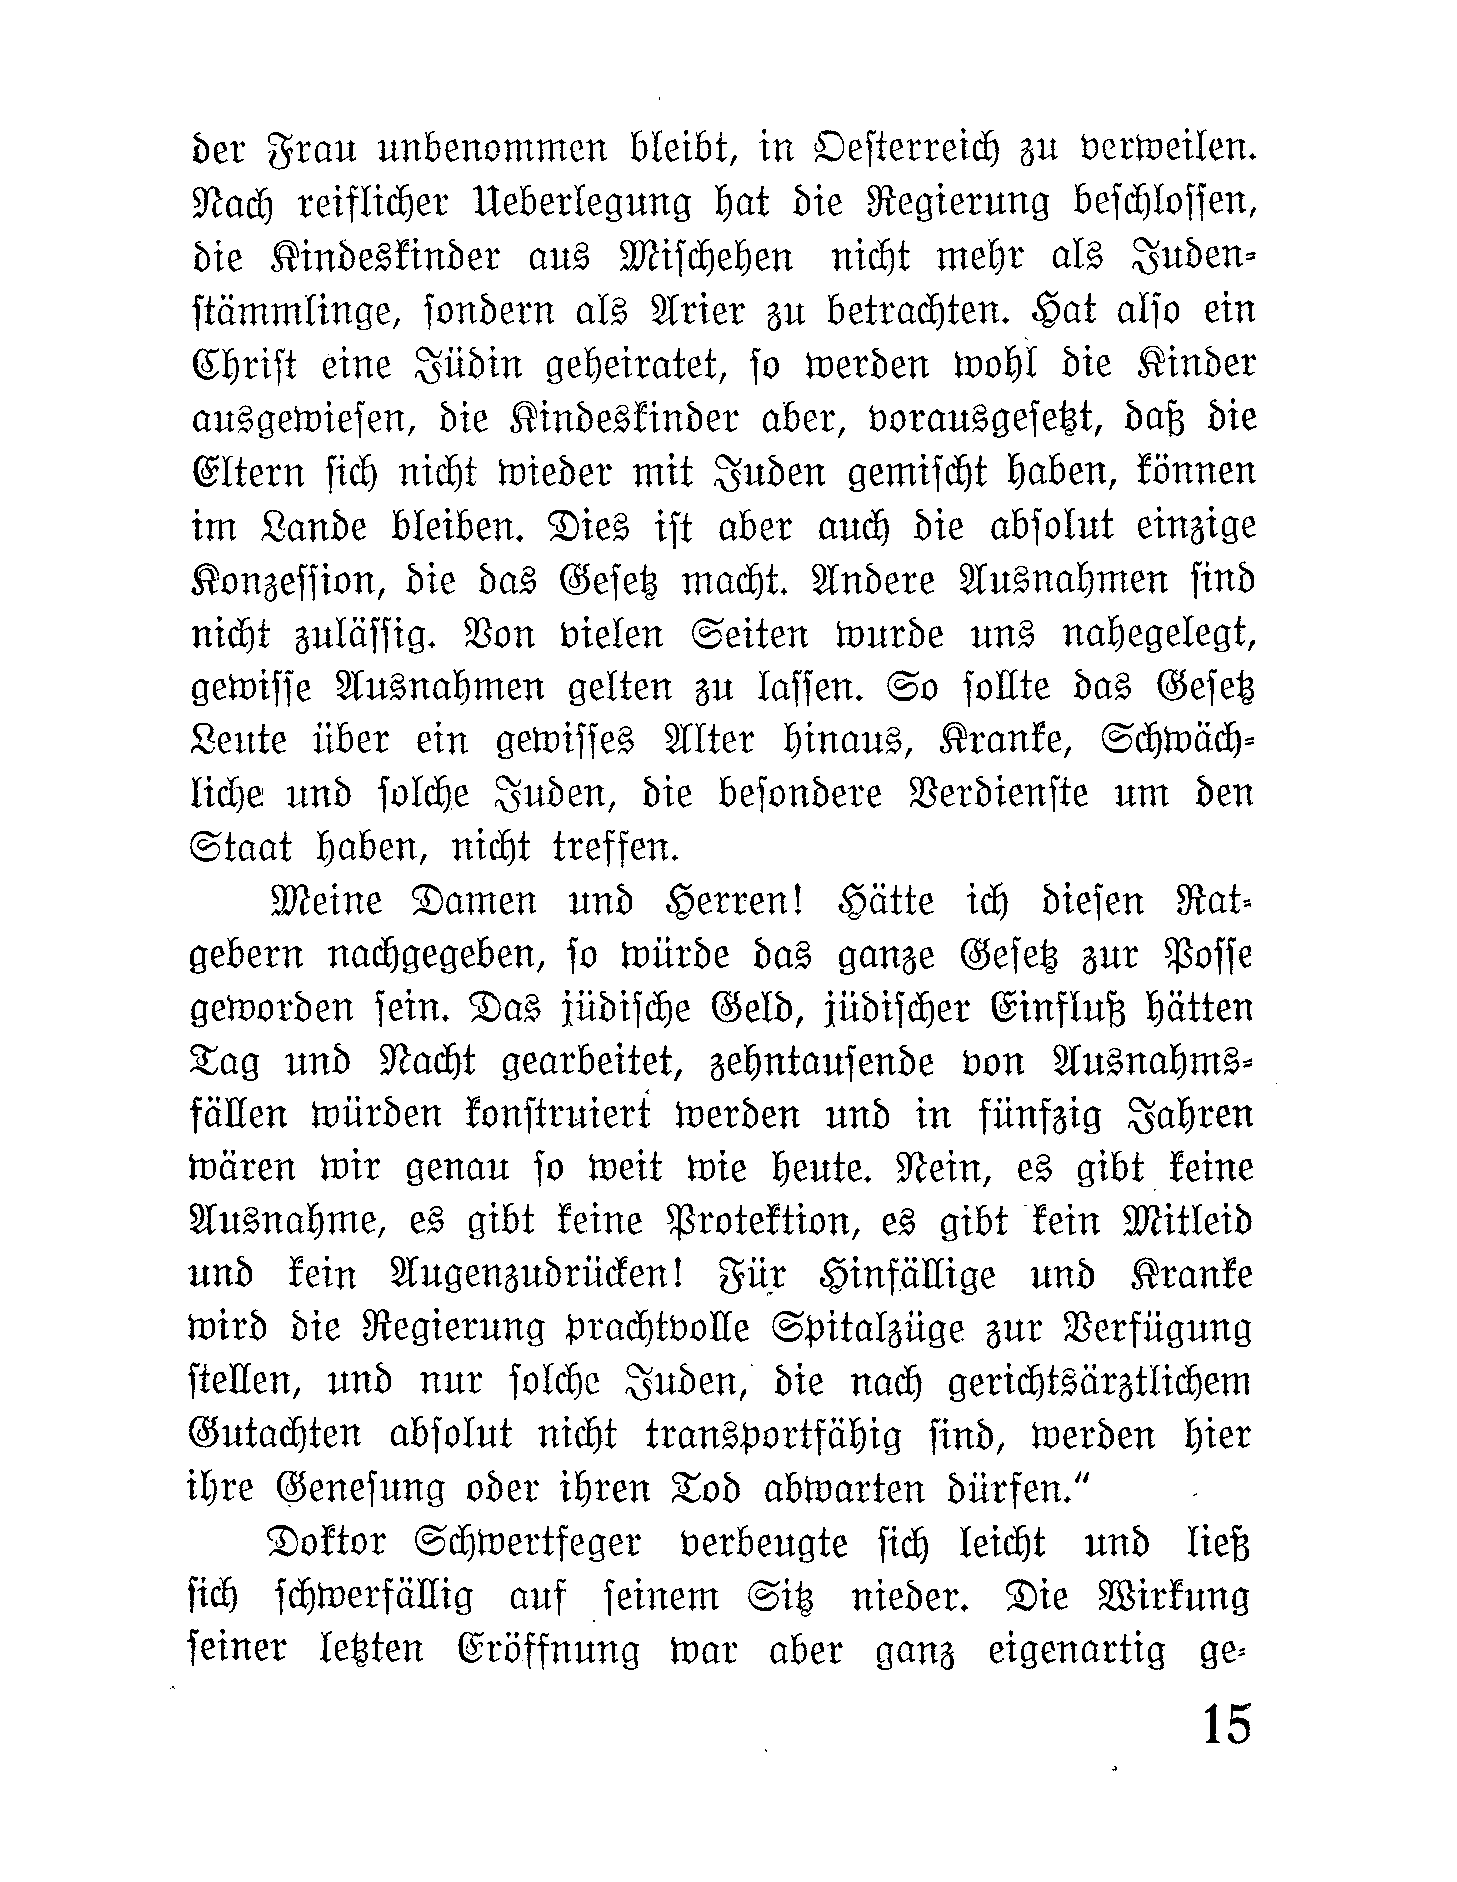 der Frau unbenommen bleibt, in Oesterreich zu verweilen.
Nach reiflicher Ueberlegung hat die Regierung beschlossen,
die Kindeskinder aus Mischehen nicht mehr als Juden-
stämmlinge, sondern als Arier zu betrachten. Hat also ein
Christ eine Jüdin geheiratet, so werden wohl die Kinder
ausgewiesen, die Kindeskinder aber, vorausgesetzt, daß die
Eltern sich nicht wieder mit Juden gemischt haben, können
im Lande bleiben. Dies ist aber auch die absolut einzige
Konzession, die das Gesetz macht. Andere Ausnahmen sind
nicht zulässig. Von vielen Seiten wurde uns nahegelegt,
gewisse Ausnahmen gelten zu lassen. So sollte das Gesetz
Leute über ein gewisses Alter hinaus, Kranke, Schwäch-
liche und solche Juden, die besondere Verdienste um den
Staat haben, nicht treffen.
Meine Damen und Herren! Hätte ich diesen Rat-
gebern nachgegeben, so würde das ganze Gesetz zur Posse
geworden sein. Das jüdische Geld, jüdischer Einfluß hätten
Tag und Nacht gearbeitet, zehntausende von Ausnahms-
fällen würden konstruiert werden und in fünfzig Jahren
wären wir genau so weit wie heute. Nein, es gibt keine
Ausnahme, es gibt keine Protektion, es gibt kein Mitleid
und kein Augenzudrücken! Für Hinfällige und Kranke
wird die Regierung prachtvolle Spitalzüge zur Verfügung
stellen, und nur solche Juden, die nach gerichtsärztlichem
Gutachten absolut nicht transportfähig sind, werden hier
ihre Genesung oder ihren Tod abwarten dürfen.“
Doktor Schwertfeger verbeugte sich leicht und ließ
sich schwerfällig auf seinem Sitz nieder. Die Wirkung
seiner letzten Eröffnung war aber ganz eigenartig ge-
15